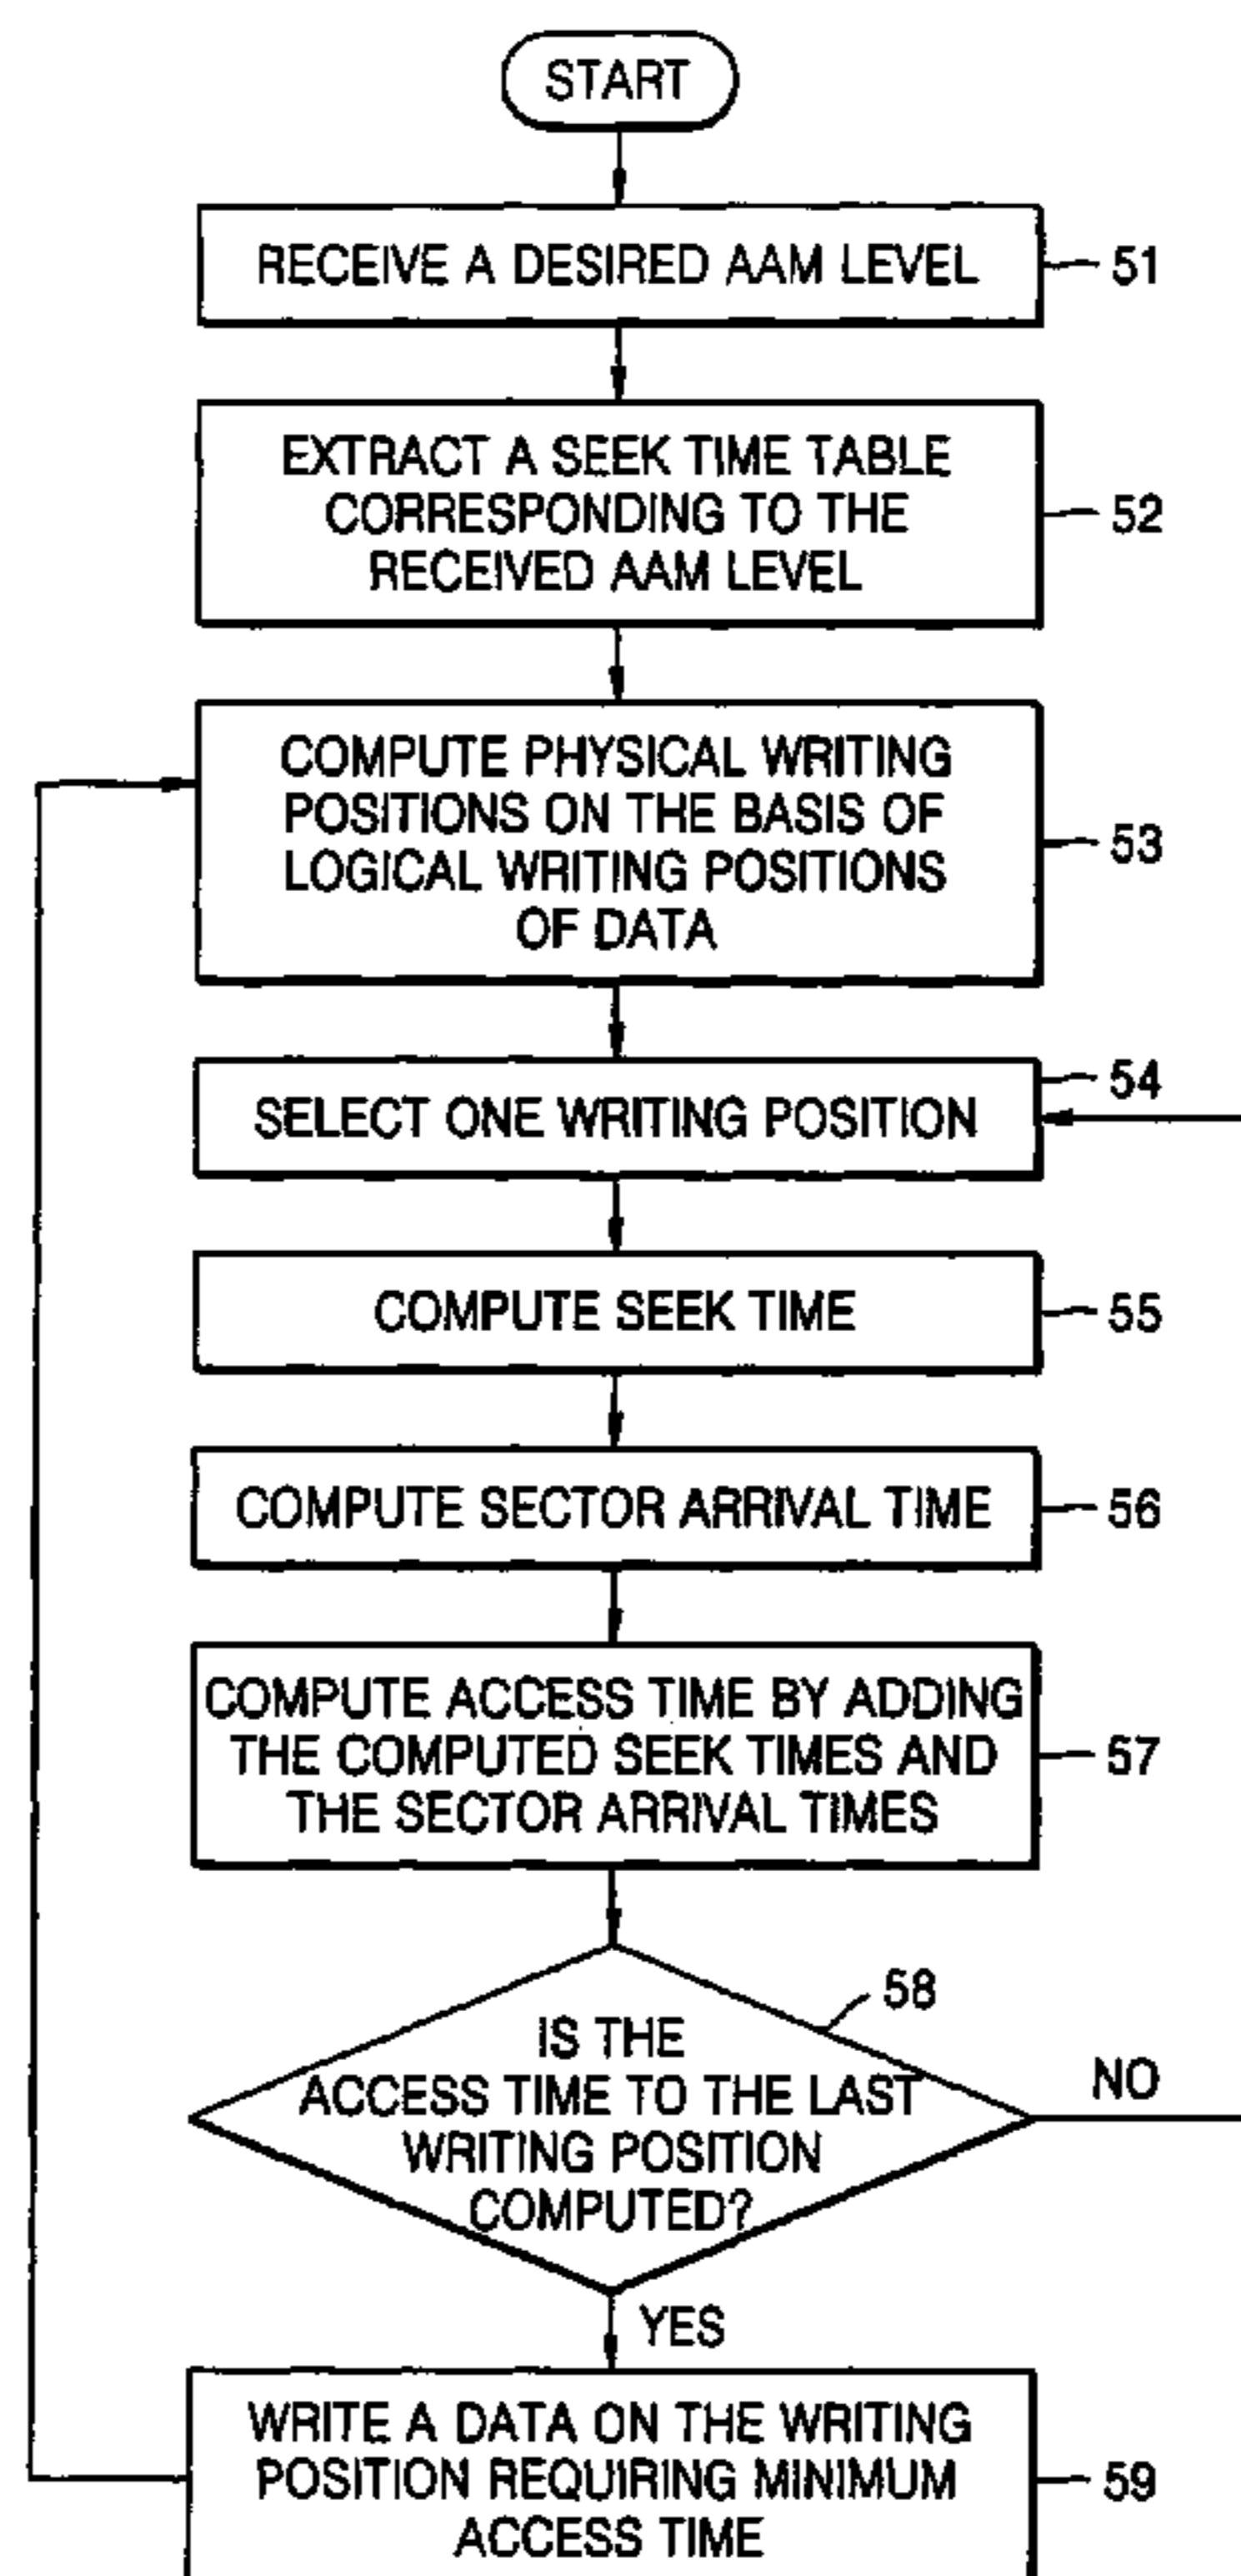 START
RECEIVE A DESIRED AAM LEVEL
51
EXTRACT A SEEK TIME TABLE
CORRESPONDING TO THE
RECEIVED AAM LEVEL
52
COMPUTE PHYSICAL WRITING
POSITIONS ON THE BASIS OF
LOGICAL WRITING POSITIONS
OF DATA
53
SELECT ONE WRITING POSITION
54
COMPUTE SEEK TIME
55
COMPUTE SECTOR ARRIVAL TIME
56
COMPUTE ACCESS TIME BY ADDING
THE COMPUTED SEEK TIMES AND
THE SECTOR ARRIVAL TIMES
57
58
IS THE
ACCESS TIME TO THE LAST
WRITING POSITION
COMPUTED?
NO
YES
WRITE A DATA ON THE WRITING
POSITION REQUIRING MINIMUM
ACCESS TIME
59